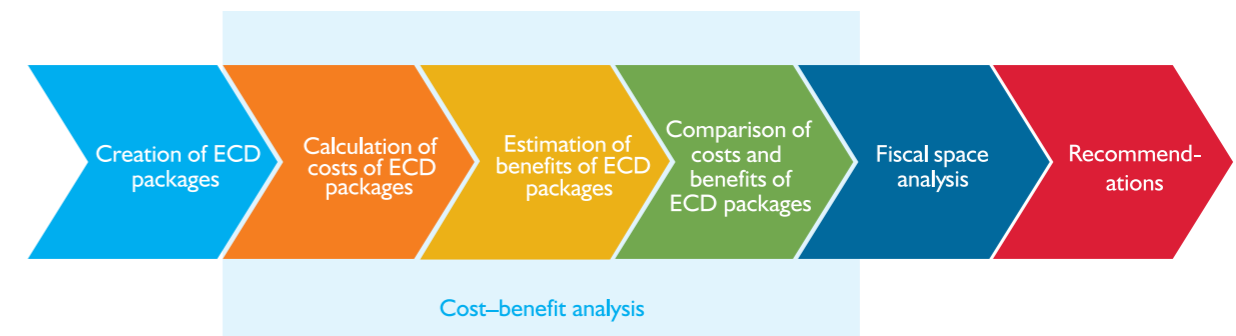 Creation of ECD
packages
Calculation of
costs of ECD
packages
Estimation of
benefits of ECD
packages
Comparison of
costs and
benefits of
ECD packages
Fiscal space
analysis
Recommend-
ations
Cost–benefit analysis